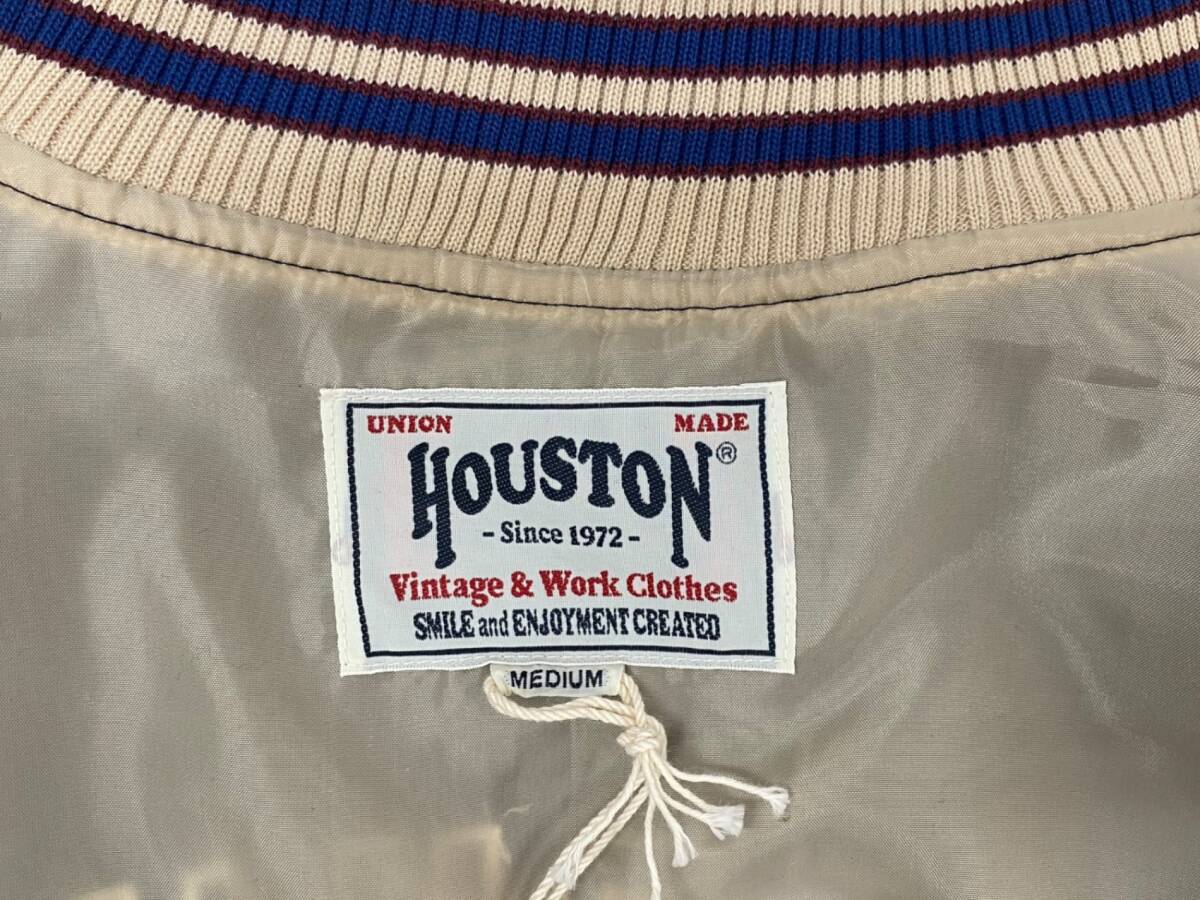 UNION MADE
HOUSTON®
- Since 1972 -
Vintage & Work Clothes
SMILE and ENJOYMENT CREATED
MEDIUM